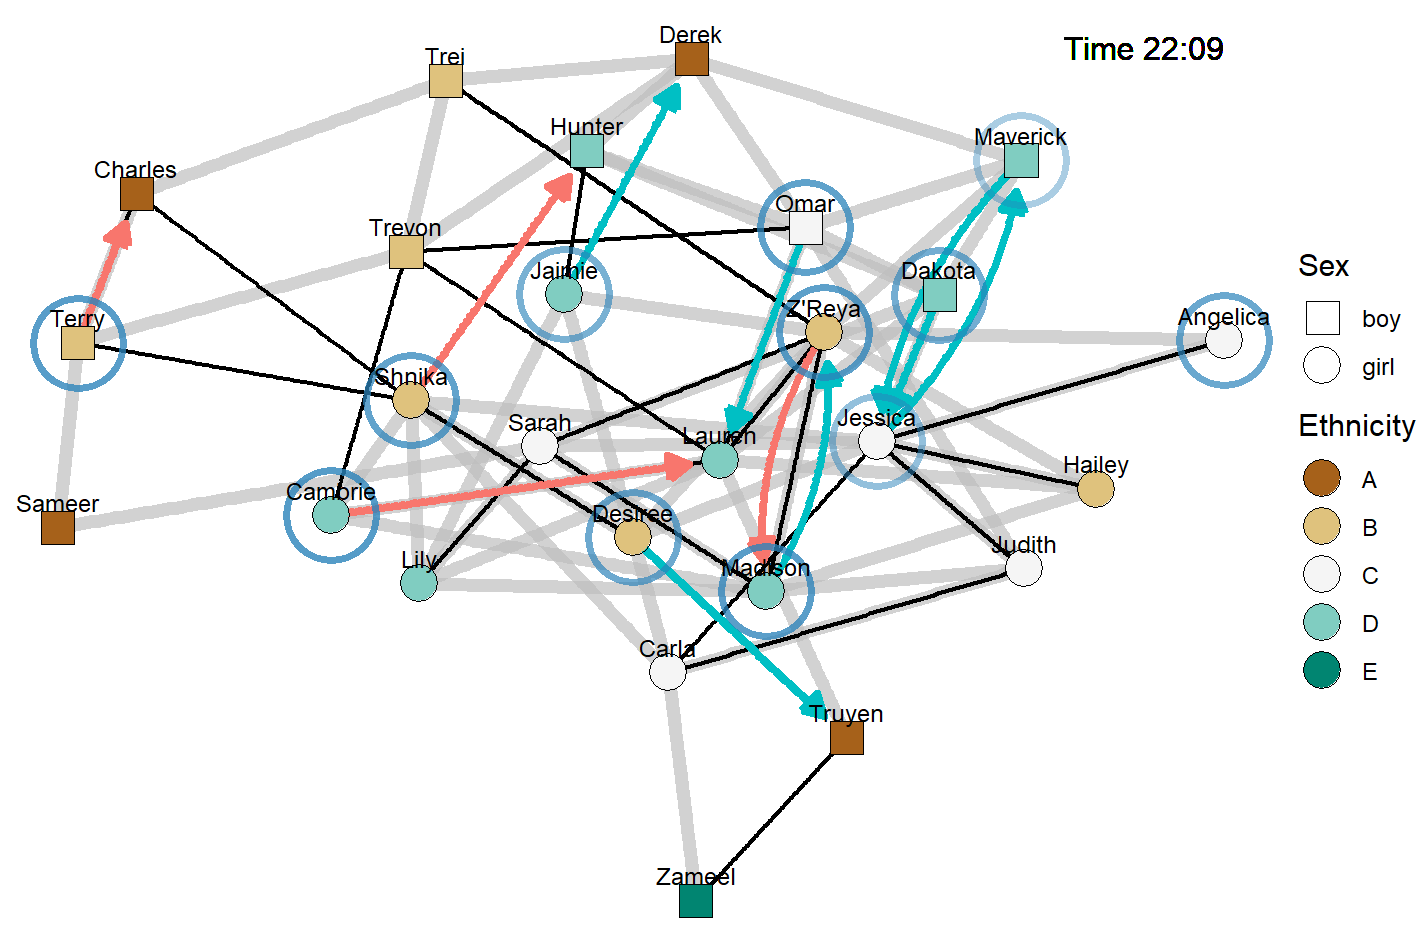 Derek
Time 22:09
Trei
Hunter
Maverick
Charles
Omar
Trevon
Jaimie
Dakota
Z'Reya
Terry
Angelica
Shnika
Sarah
Lauren
Jessica
Hailey
Camorie
Sameer
Desiree
Lily
Madison
Judith
Carla
Truyen
Zameel
Sex
boy
girl
Ethnicity
A
B
C
D
E